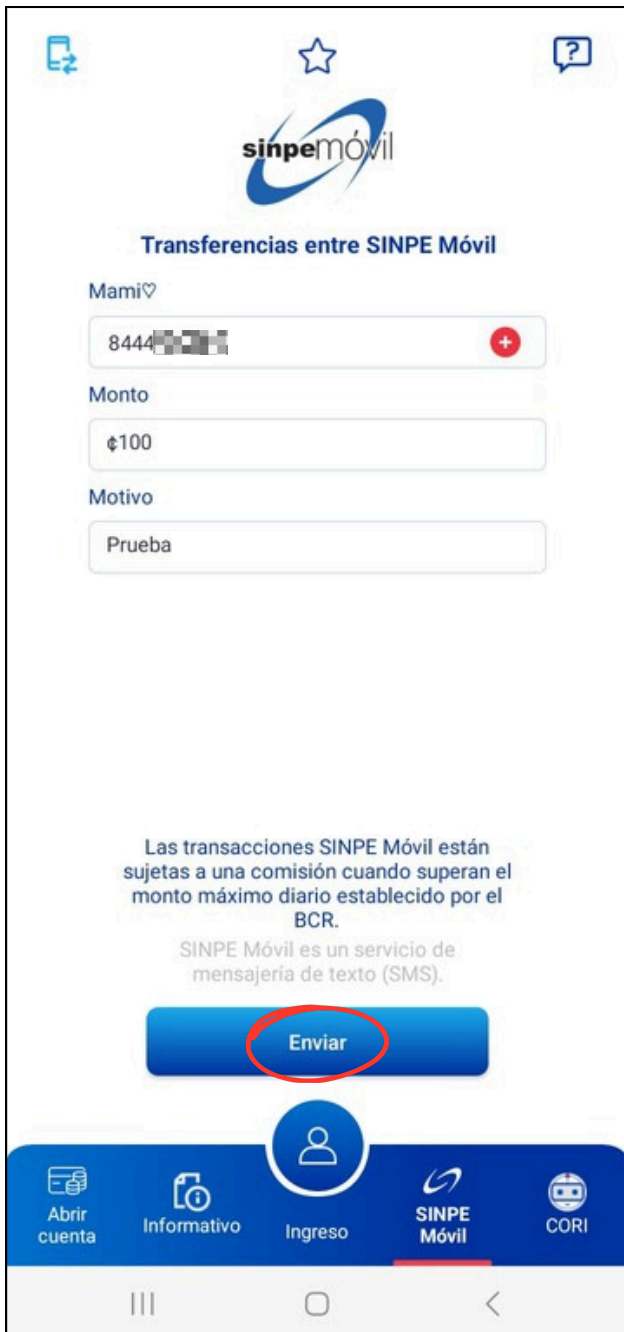 sinpemóvil
Transferencias entre SINPE Móvil
Mami♡
8444
Monto
¢100
Motivo
Prueba
Las transacciones SINPE Móvil están
sujetas a una comisión cuando superan el
monto máximo diario establecido por el
BCR.
SINPE Móvil es un servicio de
mensajería de texto (SMS).
Enviar
Abrir
cuenta
Informativo
Ingreso
SINPE
Móvil
CORI